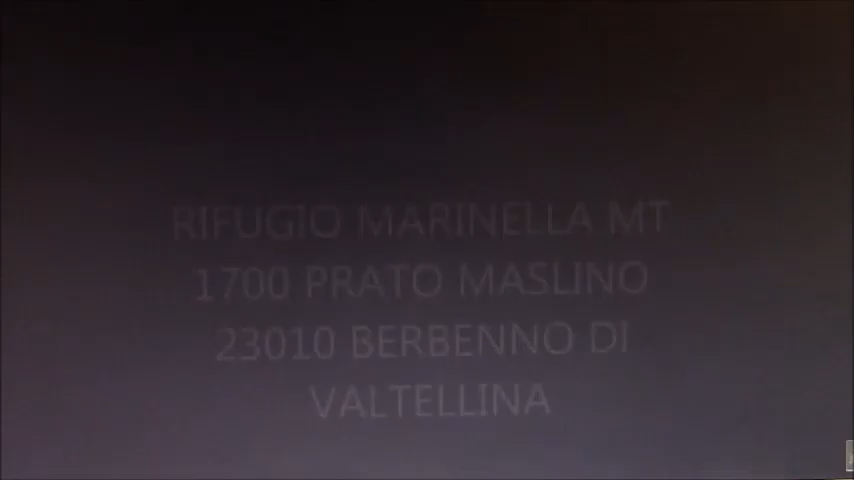 RIFUGIO MARINELLA MT
1700 PRATO MASLINO
23010 BERBENNO DI
VALTELLINA